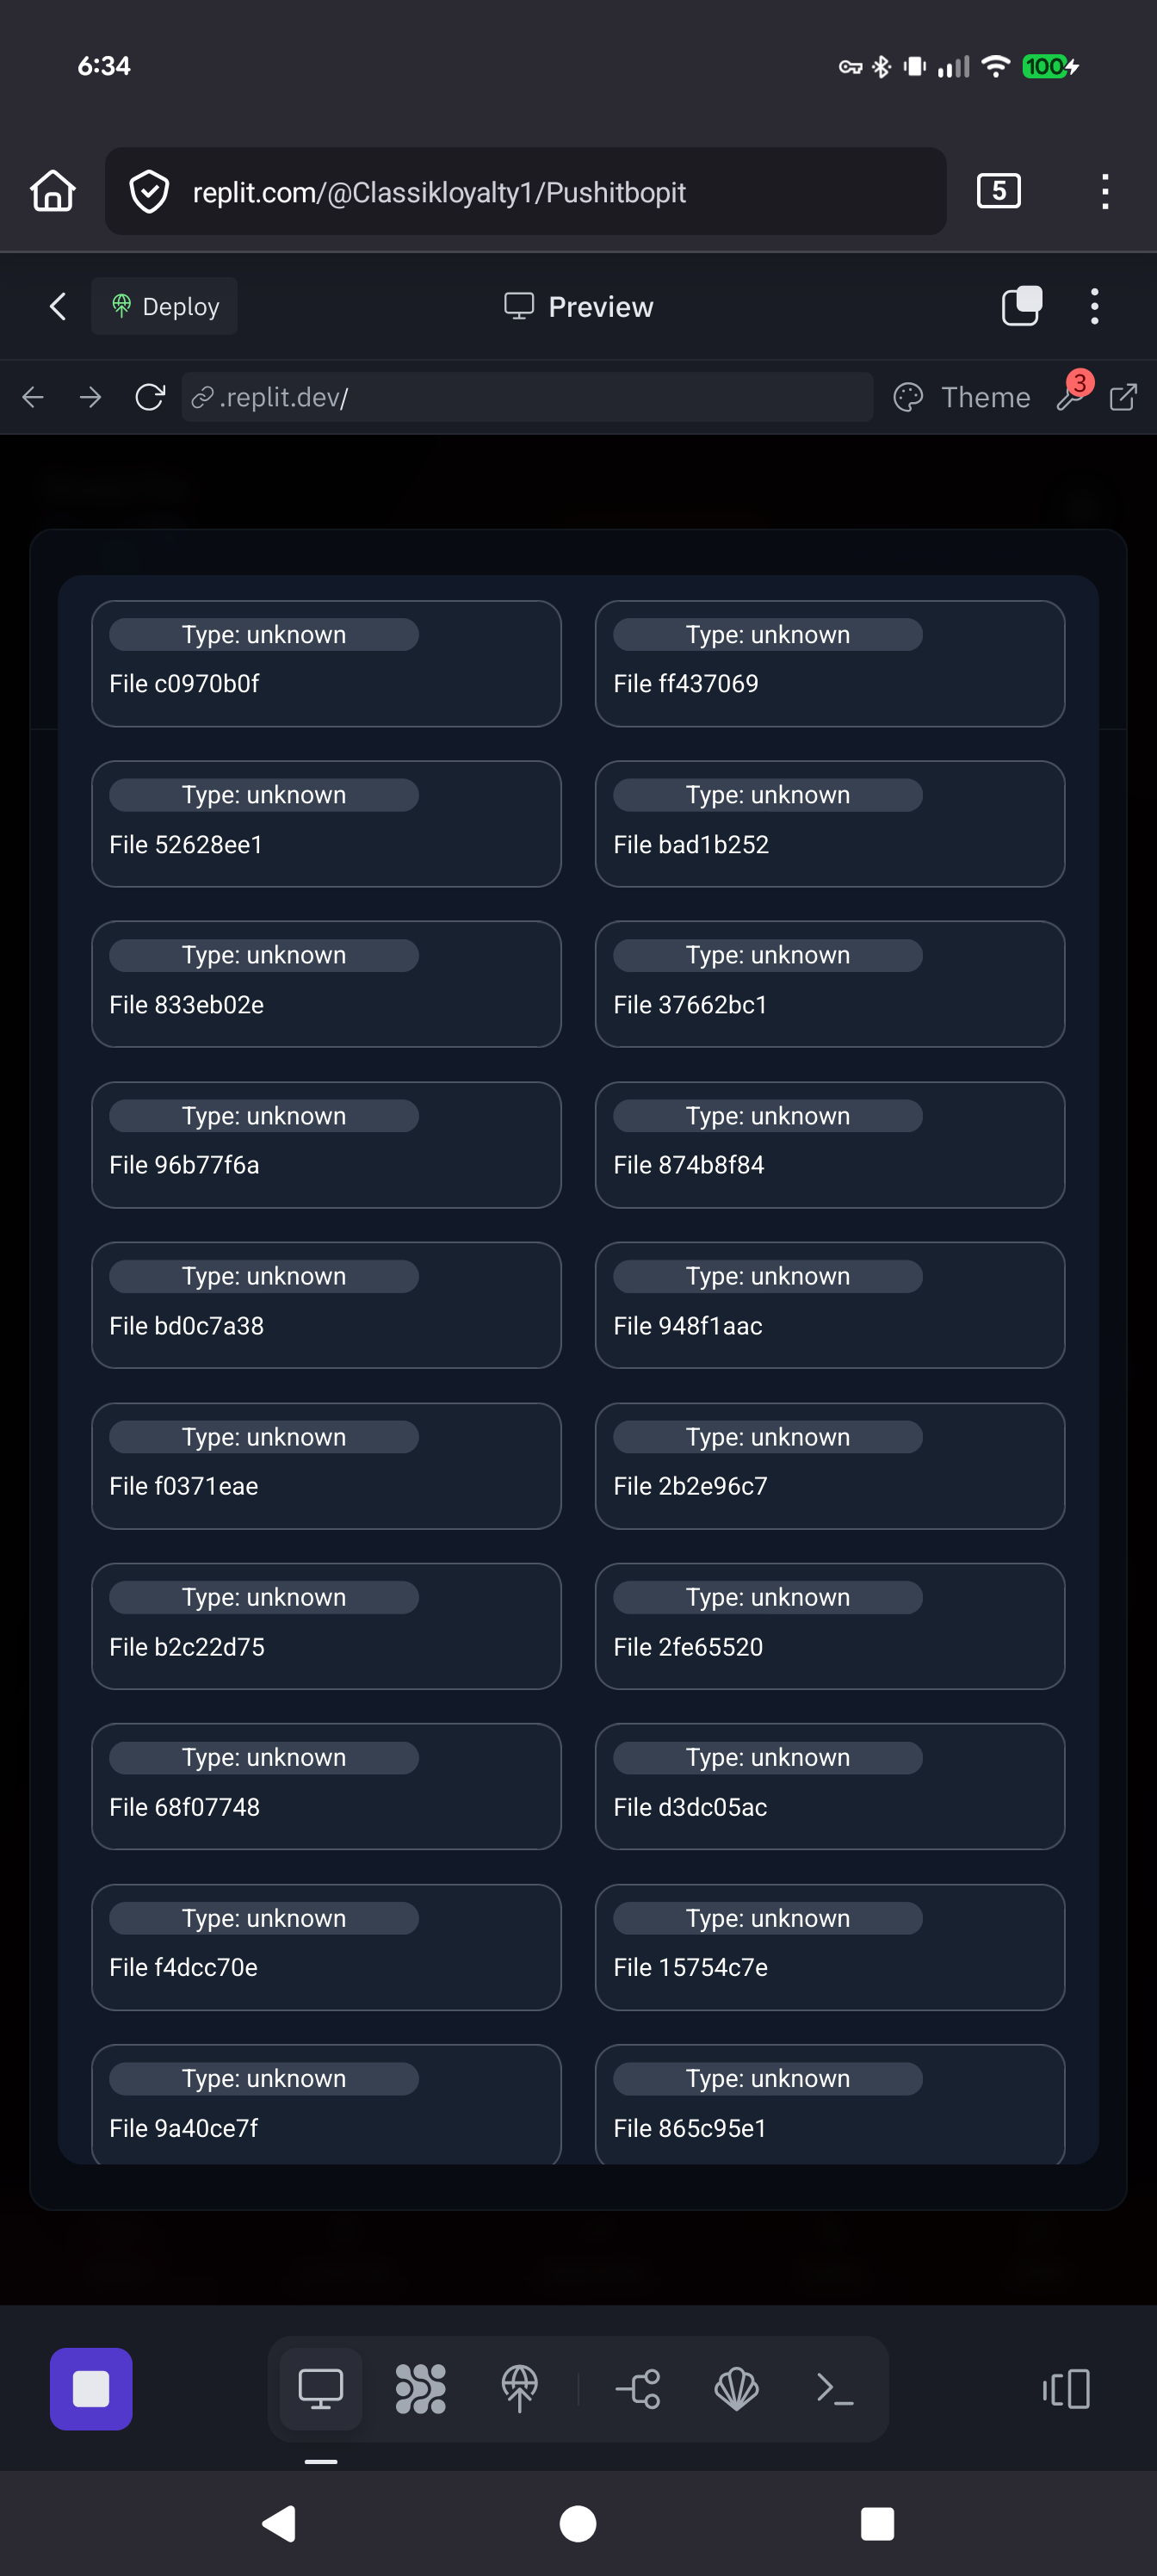 6:34
100
replit.com/@Classikloyalty1/Pushitbopit
5
Deploy
Preview
.replit.dev/
Theme
3
Type: unknown
Type: unknown
File c0970b0f
File ff437069
Type: unknown
Type: unknown
File 52628ee1
File bad1b252
Type: unknown
Type: unknown
File 833eb02e
File 37662bc1
Type: unknown
Type: unknown
File 96b77f6a
File 874b8f84
Type: unknown
Type: unknown
File bd0c7a38
File 948f1aac
Type: unknown
Type: unknown
File f0371eae
File 2b2e96c7
Type: unknown
Type: unknown
File b2c22d75
File 2fe65520
Type: unknown
Type: unknown
File 68f07748
File d3dc05ac
Type: unknown
Type: unknown
File f4dcc70e
File 15754c7e
Type: unknown
Type: unknown
File 9a40ce7f
File 865c95e1